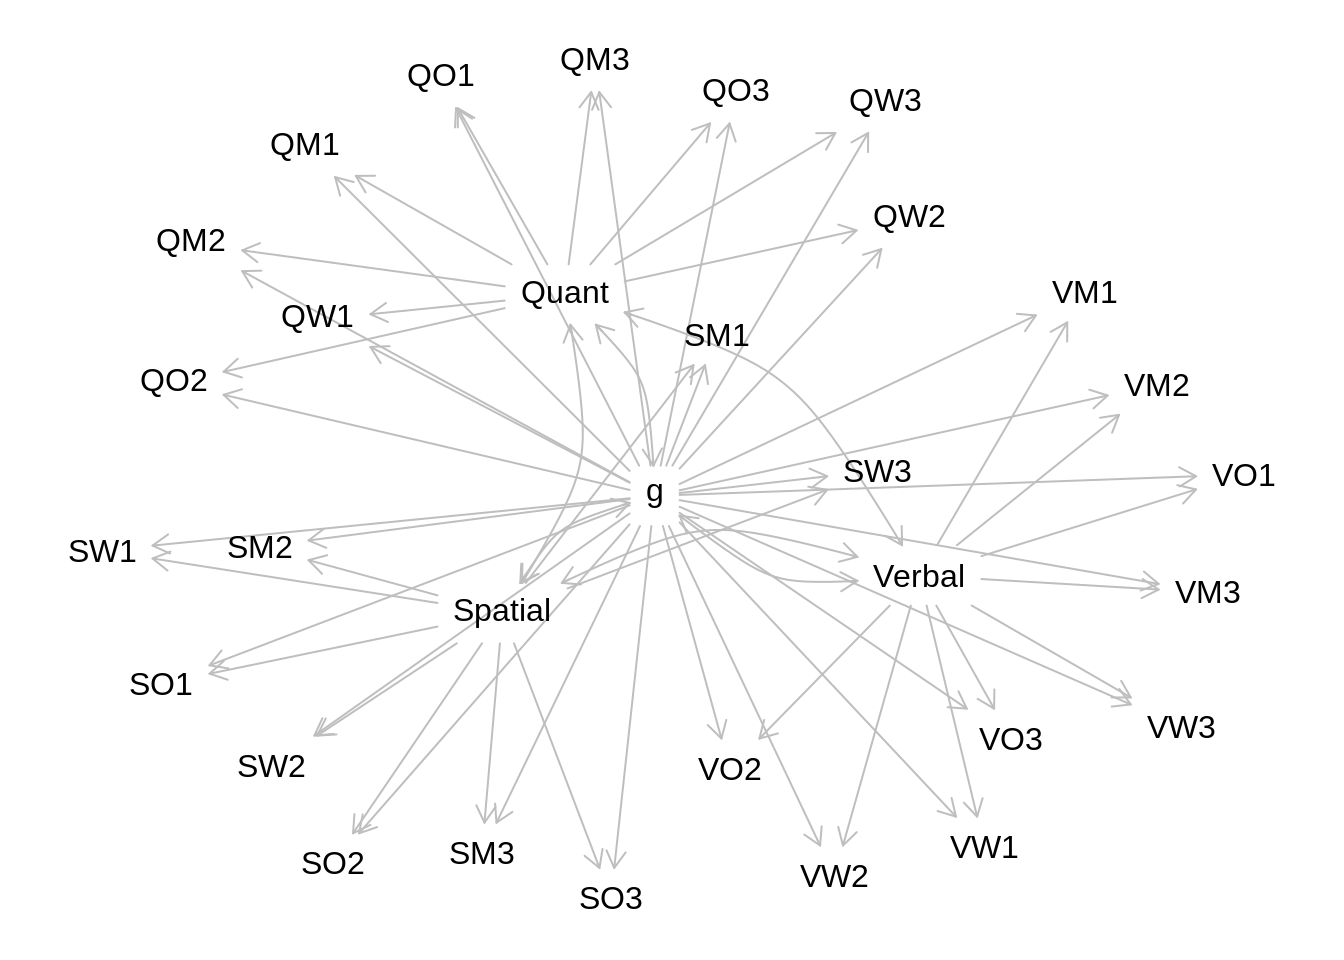 QM3
QO1
QO3
QW3
QM1
QW2
QM2
Quant
VM1
QW1
SM1
QO2
VM2
SW3
VO1
g
SW1
SM2
Verbal
VM3
Spatial
SO1
VW3
VO3
SW2
VO2
VW1
SM3
SO2
VW2
SO3